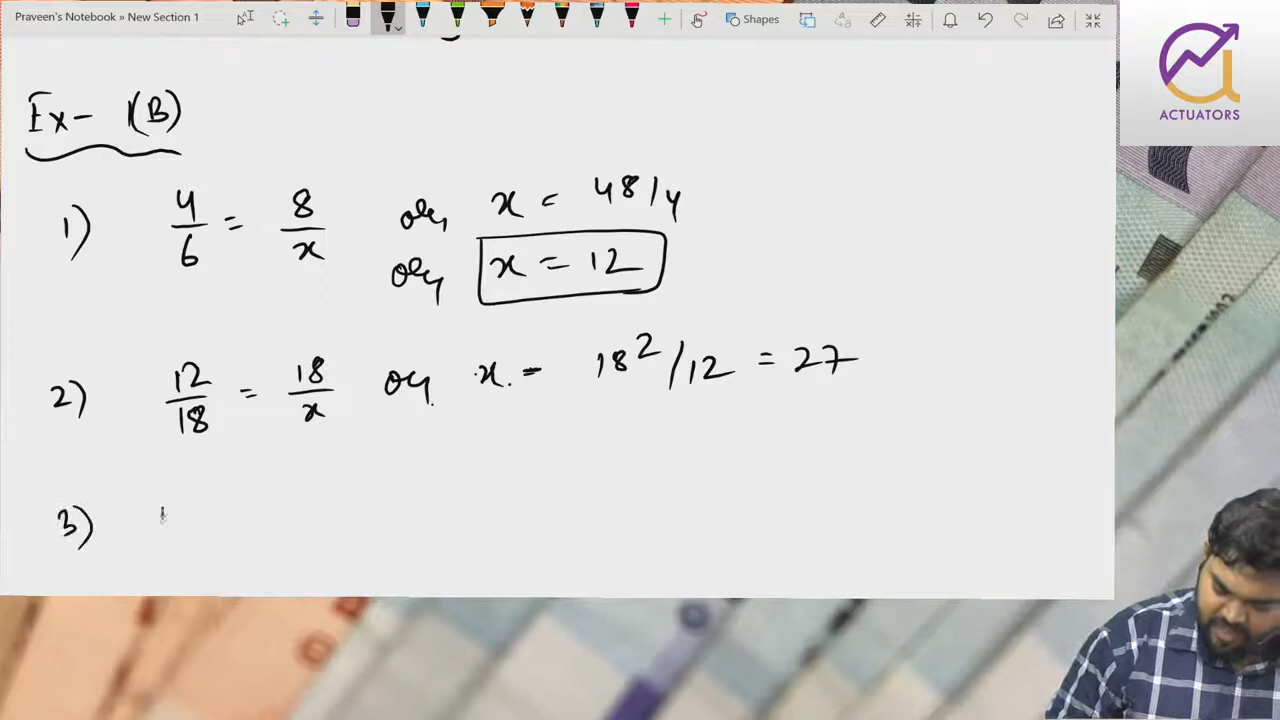 Praveen's Notebook » New Section 1
Shapes
ACTUATORS
Ex- 1(B)
1) 4/6 = 8/x or, x = 48/4
or, x = 12
2) 12/18 = 18/x or, x = 18²/12 = 27
3)